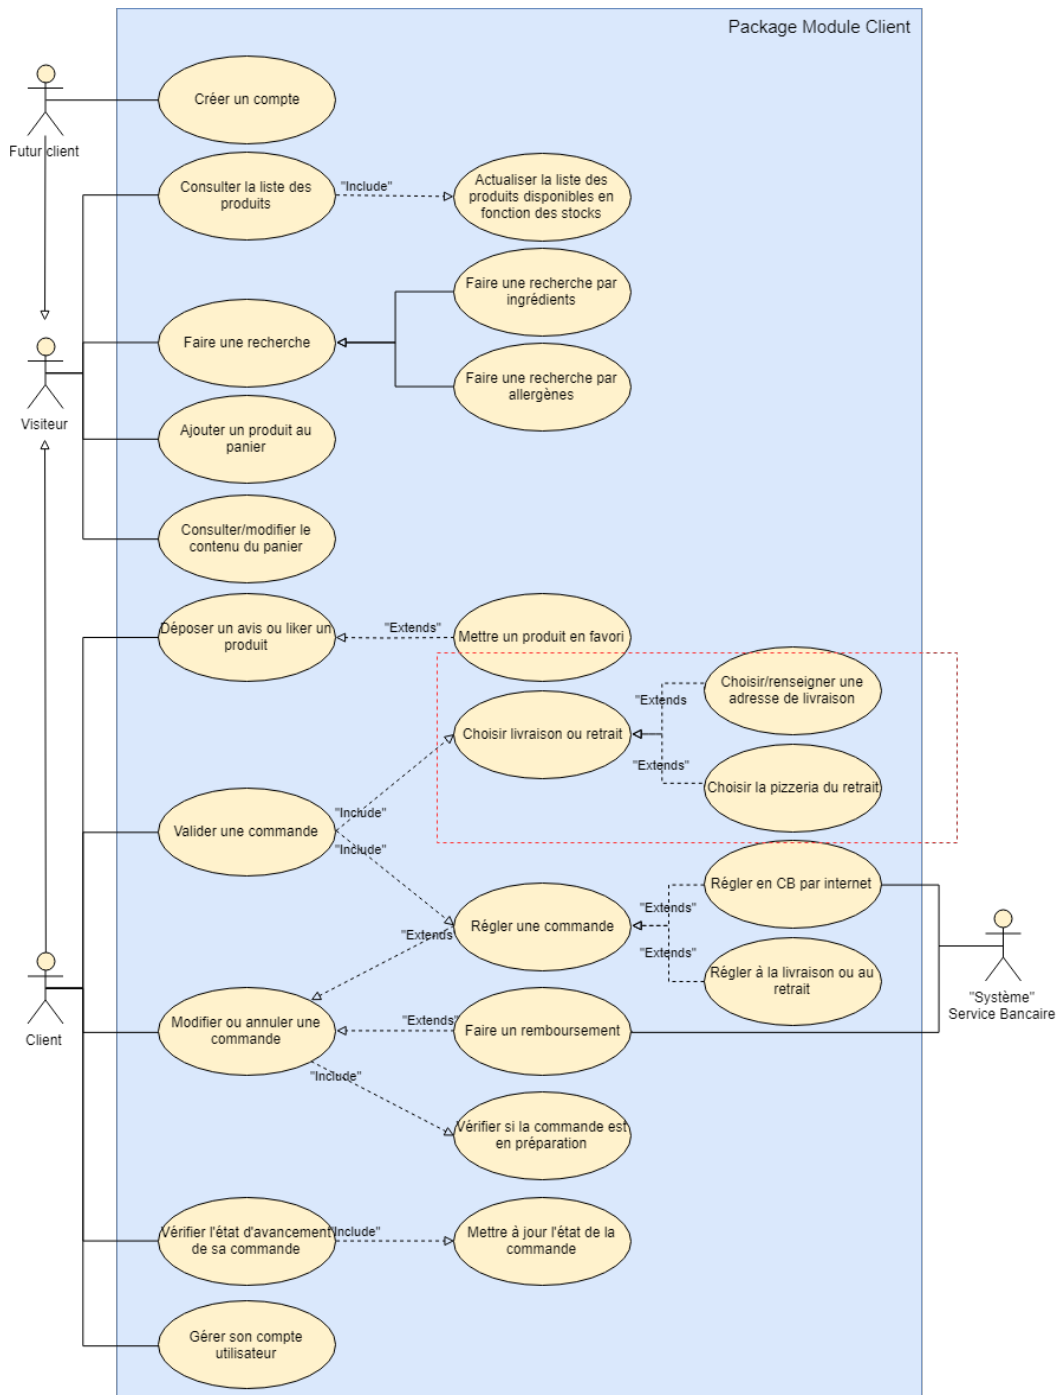 Package Module Client
Créer un compte
Futur client
Consulter la liste des
produits
"Include"
Actualiser la liste des
produits disponibles en
fonction des stocks
Faire une recherche par
ingrédients
Faire une recherche
Faire une recherche par
allergènes
Visiteur
Ajouter un produit au
panier
Consulter/modifier le
contenu du panier
Déposer un avis ou liker un
produit
"Extends"
Mettre un produit en favori
Choisir/renseigner une
adresse de livraison
"Extends
Choisir livraison ou retrait
"Extends"
Choisir la pizzeria du retrait
"Include"
Valider une commande
"Include"
Régler en CB par internet
"Extends"
Régler une commande
"Extends
"Extends"
Régler à la livraison ou au
retrait
"Système"
Service Bancaire
Client
Modifier ou annuler une
commande
"Extends"
Faire un remboursement
"Include"
Vérifier si la commande est
en préparation
Vérifier l'état d'avancement
de sa commande
"Include"
Mettre à jour l'état de la
commande
Gérer son compte
utilisateur